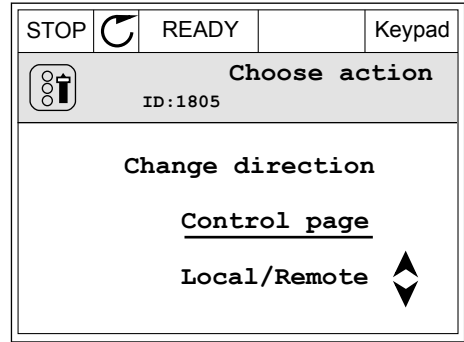 STOP READY Keypad
Choose action
ID:1805
Change direction
Control page
Local/Remote